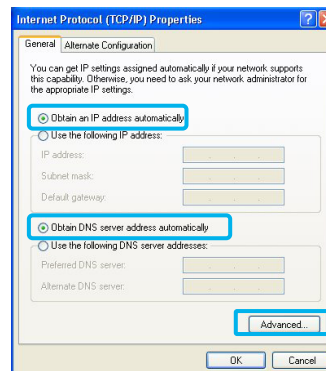 Internet Protocol (TCP/IP) Properties
General Alternate Configuration
You can get IP settings assigned automatically if your network supports
this capability. Otherwise, you need to ask your network administrator for
the appropriate IP settings.
Obtain an IP address automatically
Use the following IP address:
IP address:
Subnet mask:
Default gateway:
Obtain DNS server address automatically
Use the following DNS server addresses:
Preferred DNS server:
Alternate DNS server:
Advanced...
OK Cancel